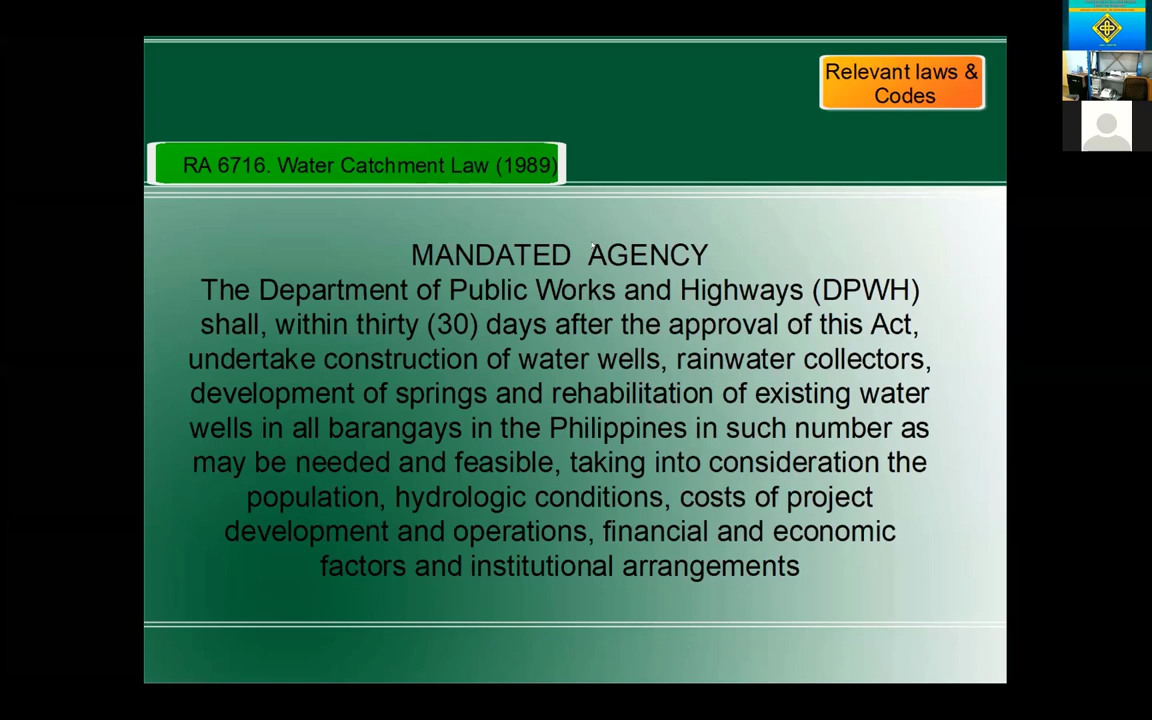 Relevant laws &
Codes
RA 6716. Water Catchment Law (1989)
MANDATED AGENCY
The Department of Public Works and Highways (DPWH)
shall, within thirty (30) days after the approval of this Act,
undertake construction of water wells, rainwater collectors,
development of springs and rehabilitation of existing water
wells in all barangays in the Philippines in such number as
may be needed and feasible, taking into consideration the
population, hydrologic conditions, costs of project
development and operations, financial and economic
factors and institutional arrangements